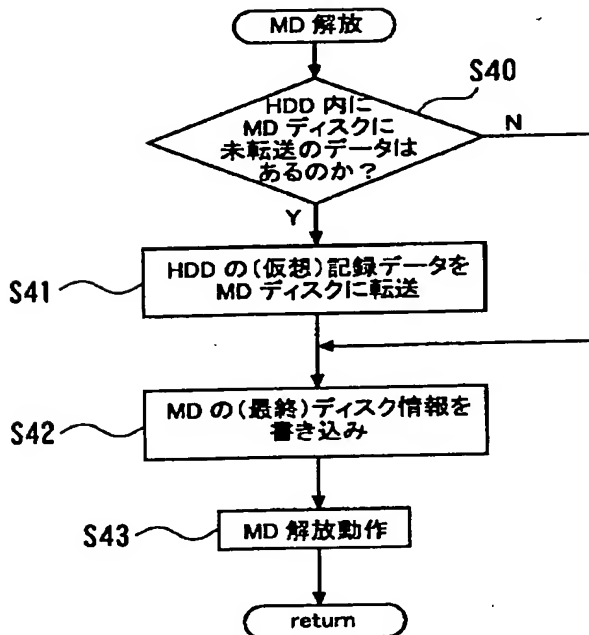 MD 解放
S40
HDD 内に
MD ディスクに
未転送のデータは
あるのか？
N
Y
S41
HDD の(仮想)記録データを
MD ディスクに転送
S42
MD の(最終)ディスク情報を
書き込み
S43
MD 解放動作
return